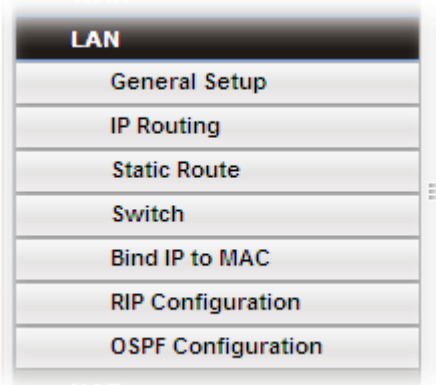 LAN
General Setup
IP Routing
Static Route
Switch
Bind IP to MAC
RIP Configuration
OSPF Configuration